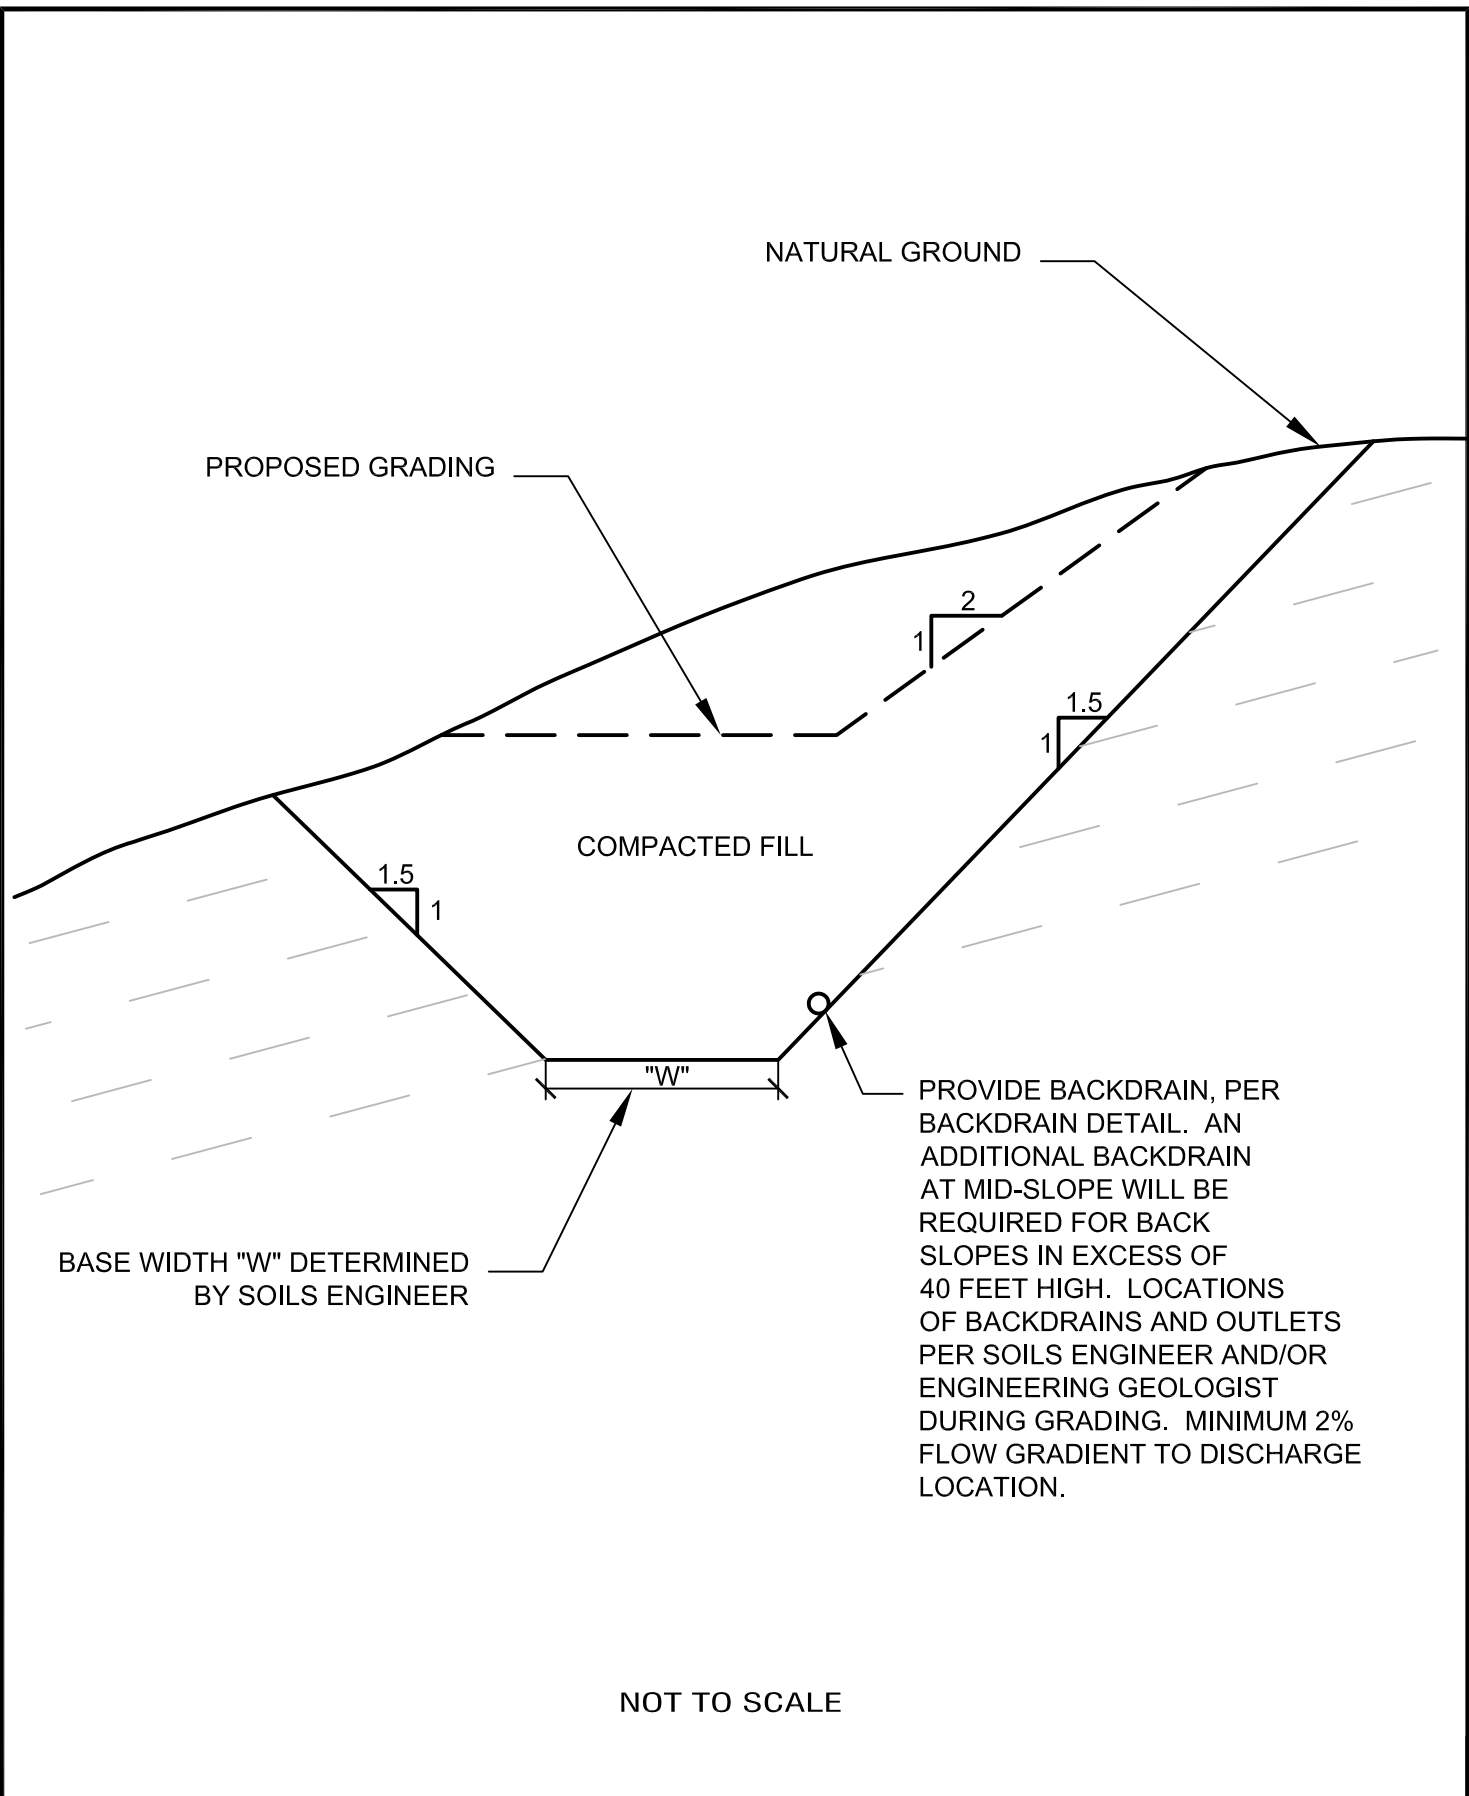 NATURAL GROUND
PROPOSED GRADING
2
1
1.5
1
COMPACTED FILL
1.5
1
"W"
PROVIDE BACKDRAIN, PER
BACKDRAIN DETAIL.  AN
ADDITIONAL BACKDRAIN
AT MID-SLOPE WILL BE
REQUIRED FOR BACK
SLOPES IN EXCESS OF
40 FEET HIGH.  LOCATIONS
OF BACKDRAINS AND OUTLETS
PER SOILS ENGINEER AND/OR
ENGINEERING GEOLOGIST
DURING GRADING.  MINIMUM 2%
FLOW GRADIENT TO DISCHARGE
LOCATION.
BASE WIDTH "W" DETERMINED
BY SOILS ENGINEER
NOT TO SCALE